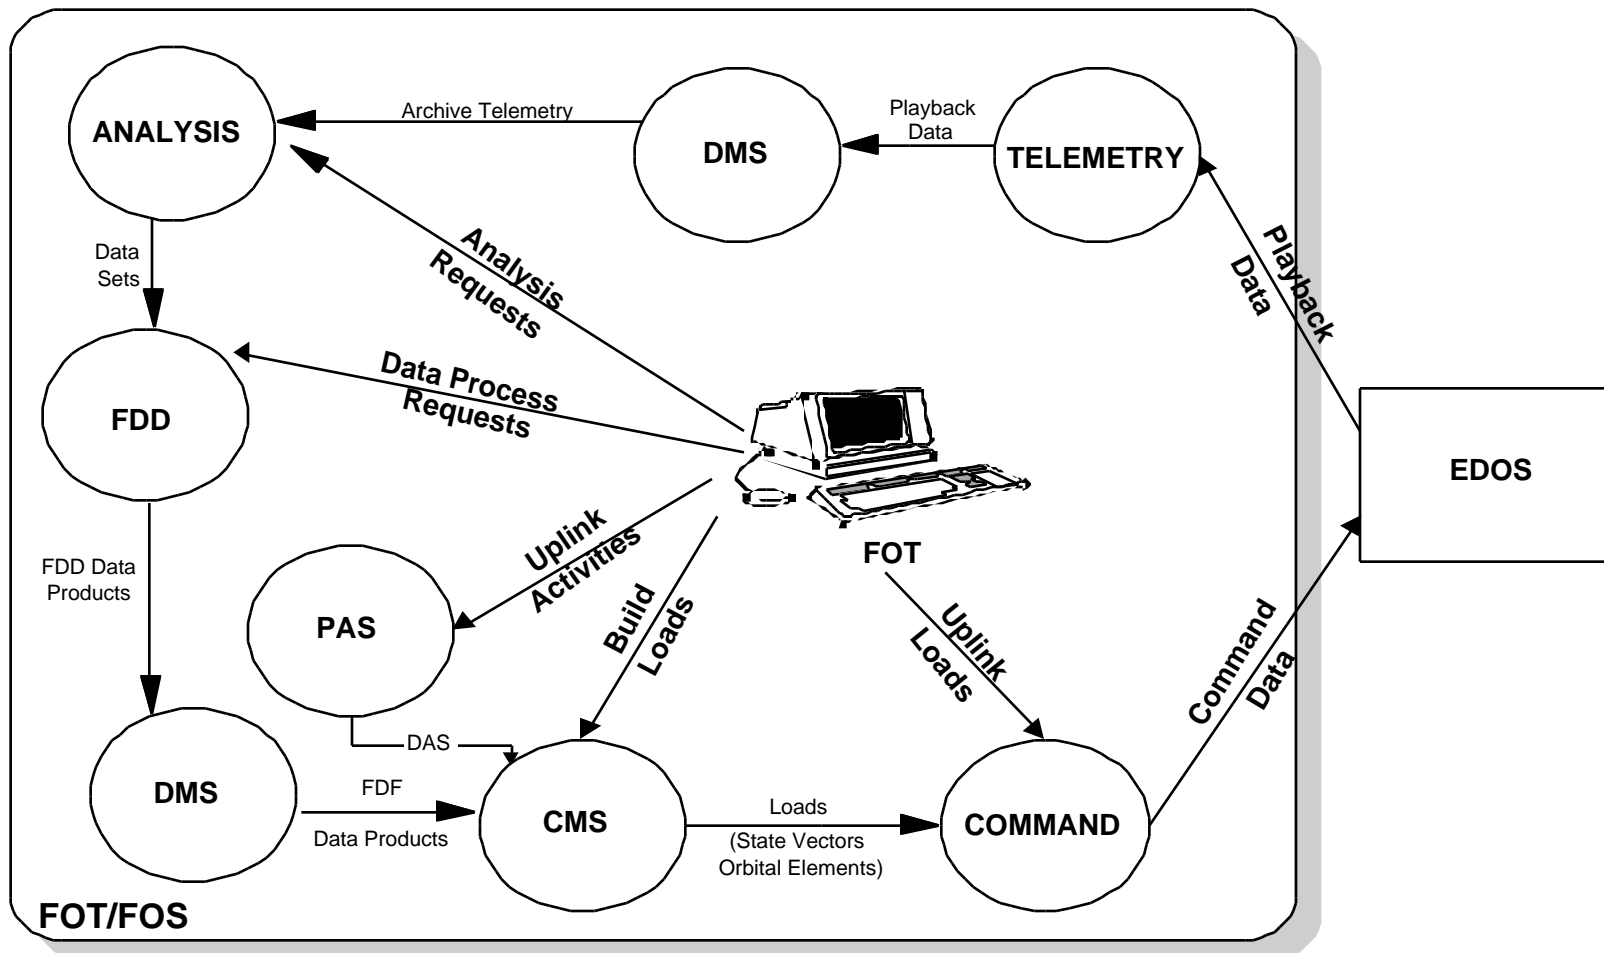 ANALYSIS
Archive Telemetry
DMS
Playback
Data
TELEMETRY
Data
Sets
Analysis
Requests
Playback
Data
Data Process
Requests
FDD
EDOS
FOT
FDD Data
Products
Uplink
Activities
PAS
Build
Loads
Uplink
Loads
Command
Data
DAS
DMS
FDF
Data Products
CMS
Loads
(State Vectors
Orbital Elements)
COMMAND
FOT/FOS